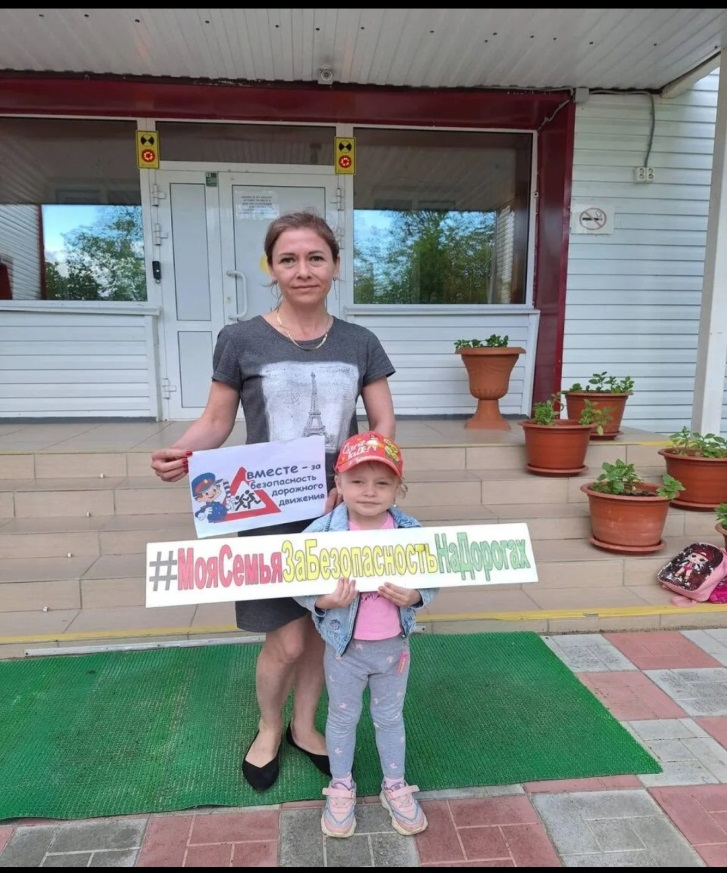 вместе - за
безопасность
дорожного
движения
#МояСемьяЗаБезопасностьНаДорогах